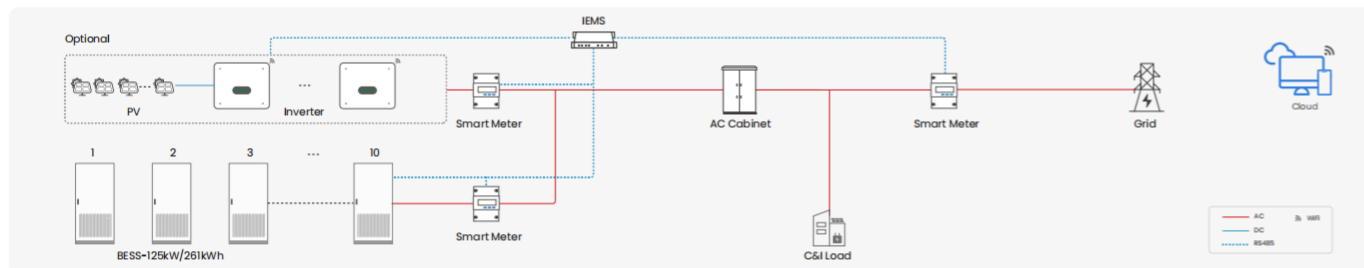 IEMS
Optional
PV
Inverter
Smart Meter
AC Cabinet
Smart Meter
Grid
Cloud
1 2 3 ... 10
Smart Meter
BESS-125kW/261kWh
C&I Load
AC WiFi
DC
RS485